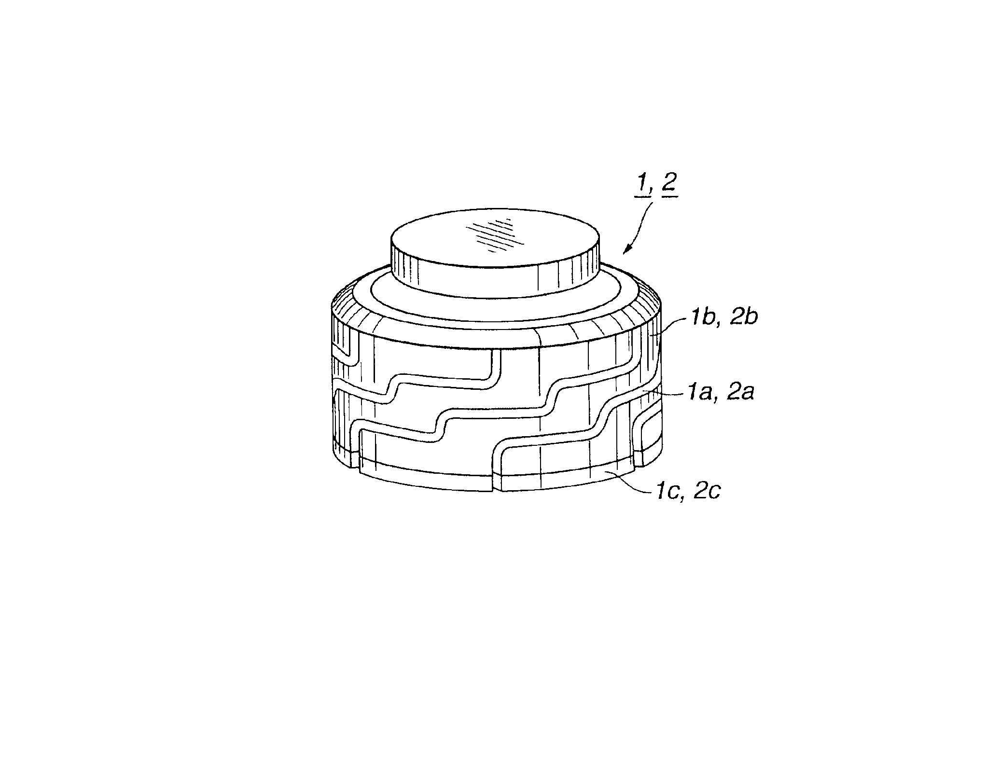 1, 2
1b, 2b
1a, 2a
1c, 2c